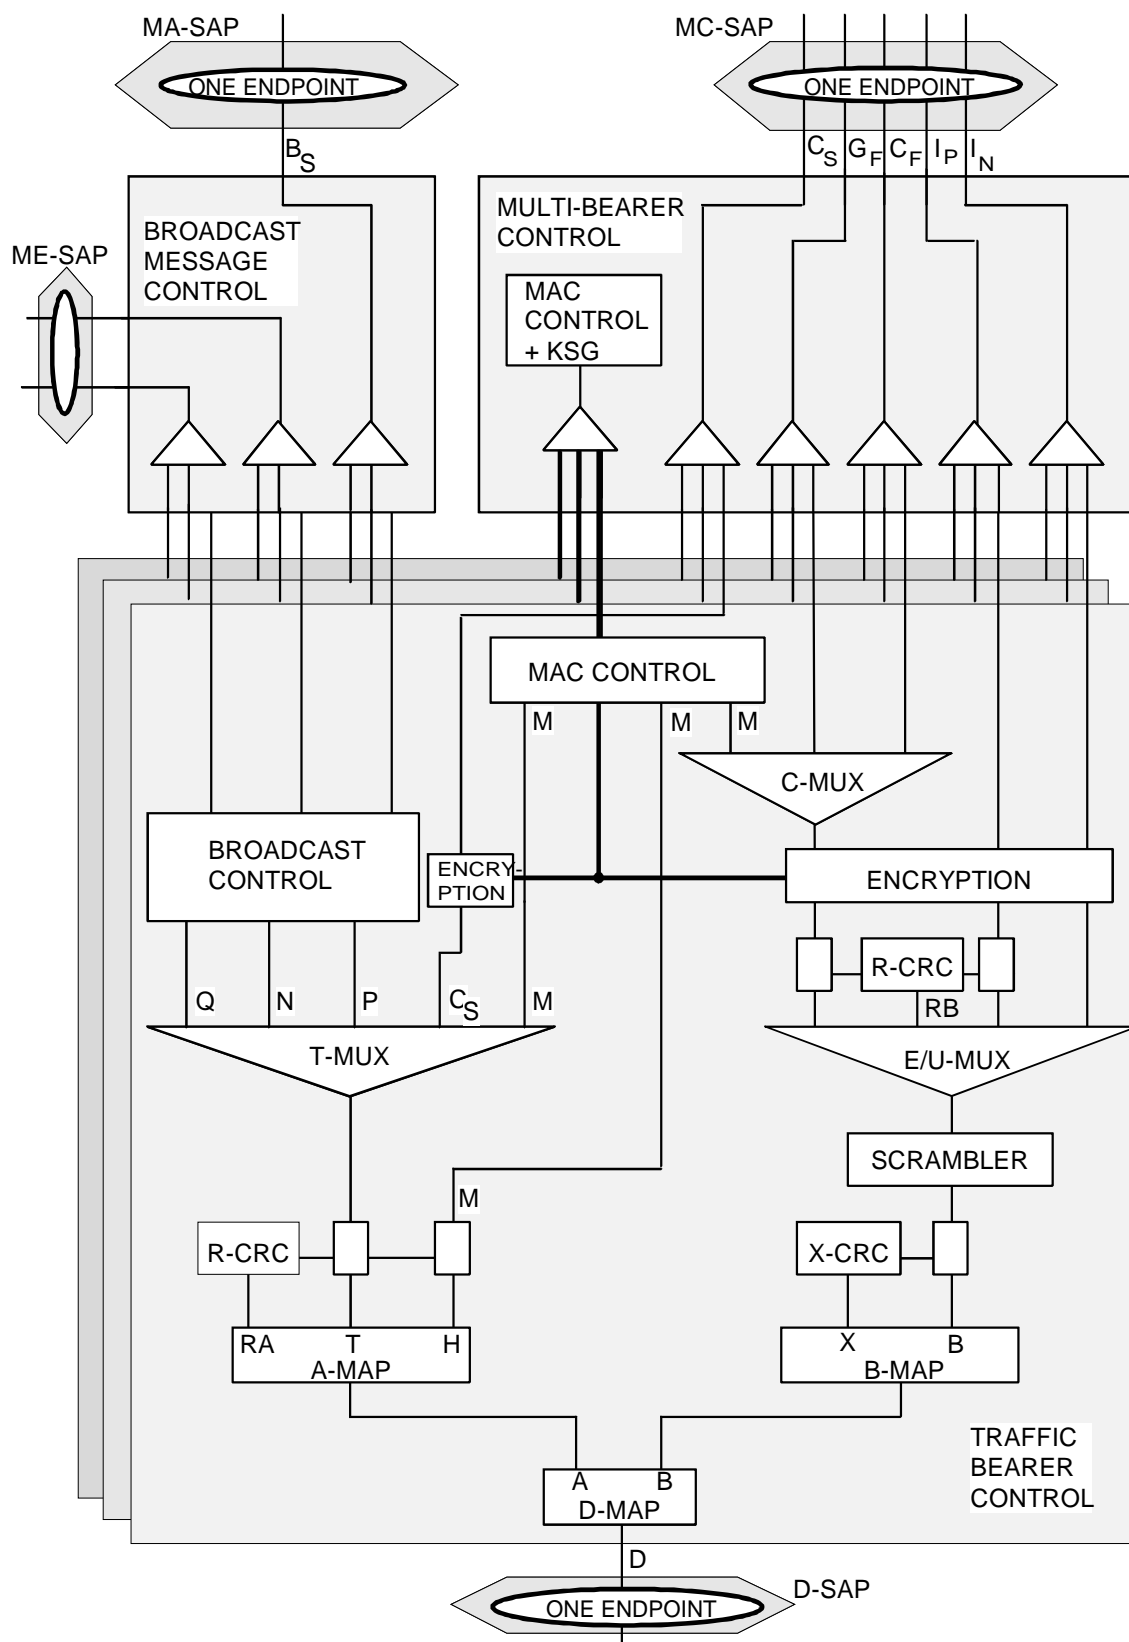 MA-SAP
MC-SAP
ONE ENDPOINT
ONE ENDPOINT
BS
CS GF CF IP IN
ME-SAP
BROADCAST
MESSAGE
CONTROL
MULTI-BEARER
CONTROL
MAC
CONTROL
+ KSG
MAC CONTROL
M
M
M
C-MUX
BROADCAST
CONTROL
ENCRY-
PTION
ENCRYPTION
R-CRC
RB
Q
N
P
CS
M
T-MUX
E/U-MUX
SCRAMBLER
M
R-CRC
X-CRC
RA T H
A-MAP
X B
B-MAP
A B
D-MAP
TRAFFIC
BEARER
CONTROL
D
D-SAP
ONE ENDPOINT